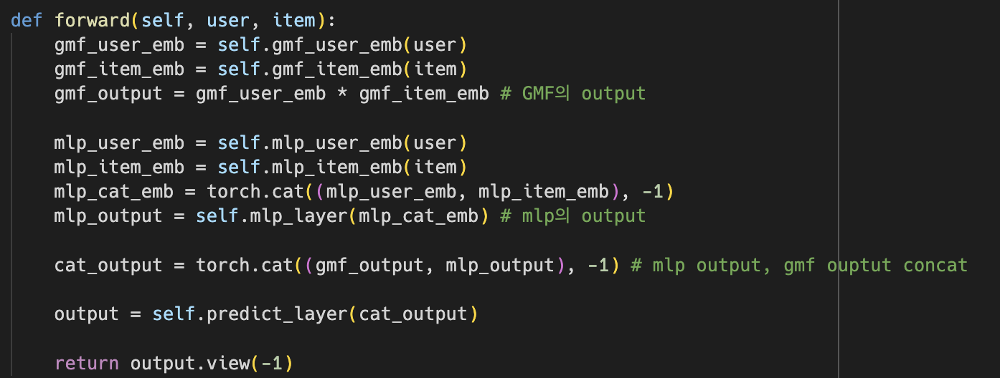 def forward(self, user, item):
    gmf_user_emb = self.gmf_user_emb(user)
    gmf_item_emb = self.gmf_item_emb(item)
    gmf_output = gmf_user_emb * gmf_item_emb # GMF의 output

    mlp_user_emb = self.mlp_user_emb(user)
    mlp_item_emb = self.mlp_item_emb(item)
    mlp_cat_emb = torch.cat((mlp_user_emb, mlp_item_emb), -1)
    mlp_output = self.mlp_layer(mlp_cat_emb) # mlp의 output

    cat_output = torch.cat((gmf_output, mlp_output), -1) # mlp output, gmf ouptut concat

    output = self.predict_layer(cat_output)

    return output.view(-1)